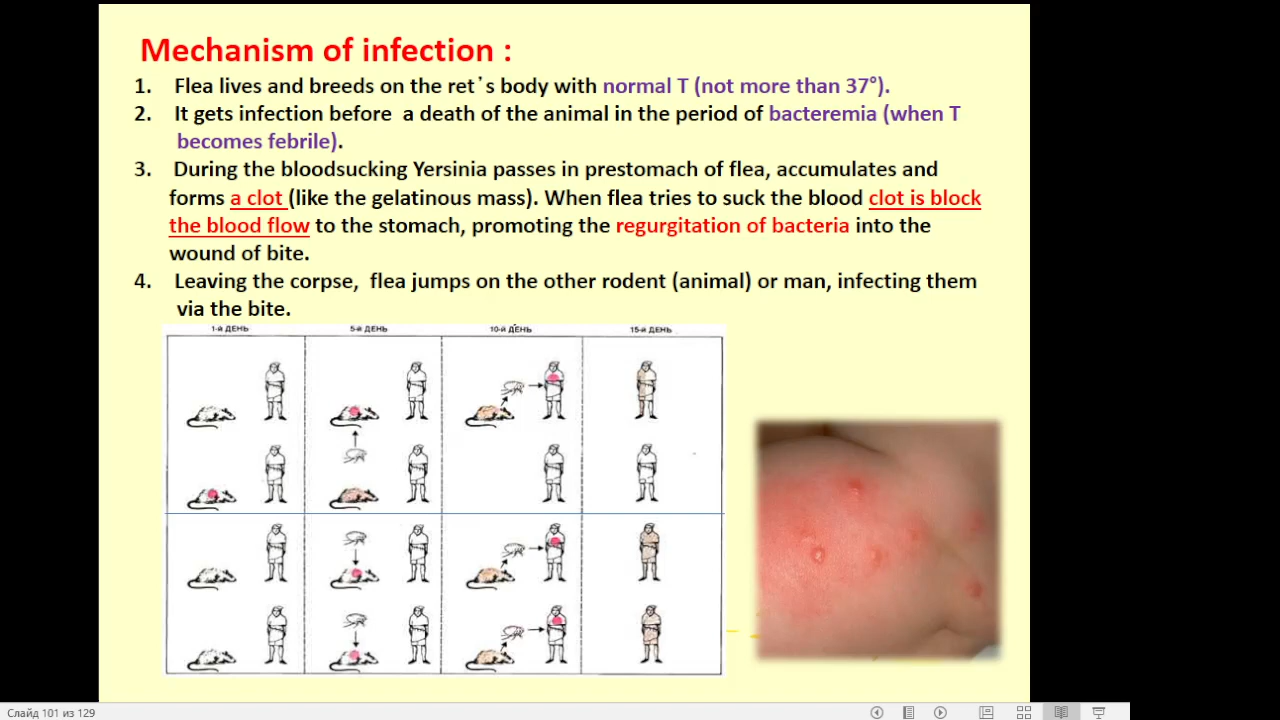 Mechanism of infection :
1. Flea lives and breeds on the ret’s body with normal T (not more than 37°).
2. It gets infection before a death of the animal in the period of bacteremia (when T
becomes febrile).
3. During the bloodsucking Yersinia passes in prestomach of flea, accumulates and
forms a clot (like the gelatinous mass). When flea tries to suck the blood clot is block
the blood flow to the stomach, promoting the regurgitation of bacteria into the
wound of bite.
4. Leaving the corpse, flea jumps on the other rodent (animal) or man, infecting them
via the bite.
1-й ДЕНЬ 5-й ДЕНЬ 10-й ДЕНЬ 15-й ДЕНЬ
Слайд 101 из 129